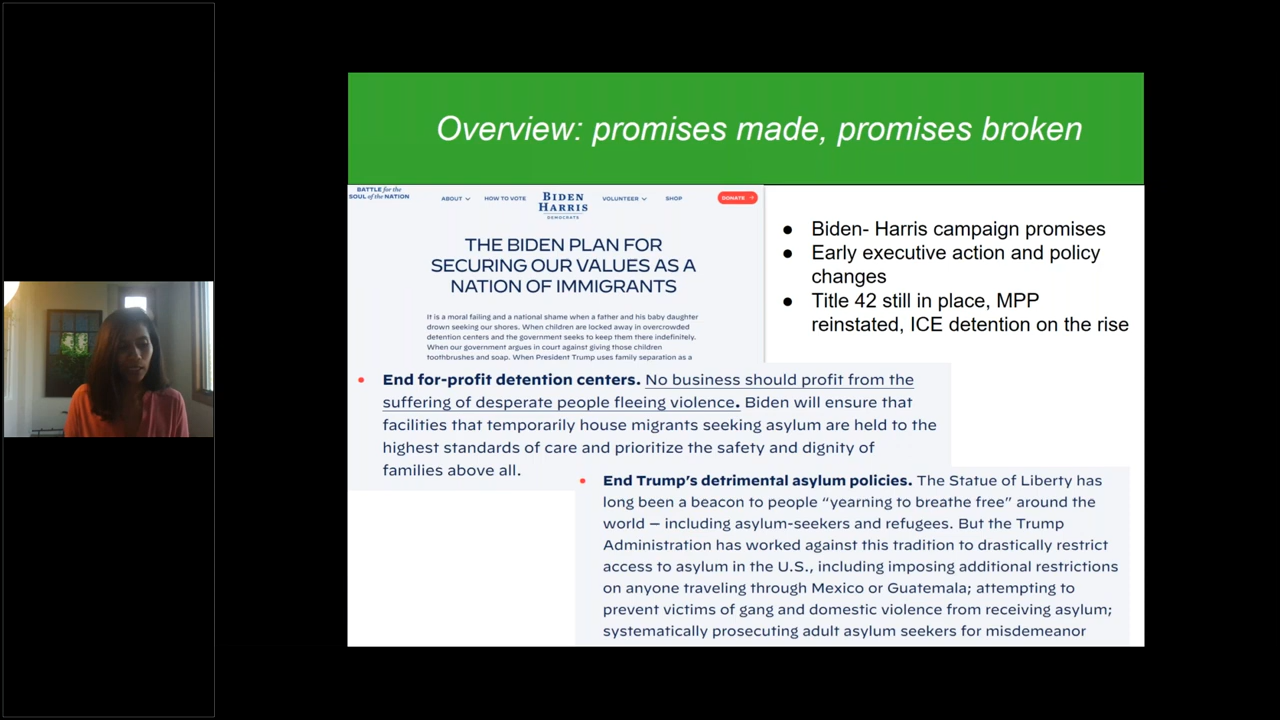 Overview: promises made, promises broken
BATTLE for the
SOUL of the NATION
ABOUT
HOW TO VOTE
BIDEN
HARRIS
DEMOCRATS
VOLUNTEER
SHOP
DONATE →
THE BIDEN PLAN FOR
SECURING OUR VALUES AS A
NATION OF IMMIGRANTS
It is a moral failing and a national shame when a father and his baby daughter
drown seeking our shores. When children are locked away in overcrowded
detention centers and the government seeks to keep them there indefinitely.
When our government argues in court against giving those children
toothbrushes and soap. When President Trump uses family separation as a
● Biden- Harris campaign promises
● Early executive action and policy
changes
● Title 42 still in place, MPP
reinstated, ICE detention on the rise
• End for-profit detention centers. No business should profit from the
suffering of desperate people fleeing violence. Biden will ensure that
facilities that temporarily house migrants seeking asylum are held to the
highest standards of care and prioritize the safety and dignity of
families above all.
• End Trump’s detrimental asylum policies. The Statue of Liberty has
long been a beacon to people “yearning to breathe free” around the
world – including asylum-seekers and refugees. But the Trump
Administration has worked against this tradition to drastically restrict
access to asylum in the U.S., including imposing additional restrictions
on anyone traveling through Mexico or Guatemala; attempting to
prevent victims of gang and domestic violence from receiving asylum;
systematically prosecuting adult asylum seekers for misdemeanor